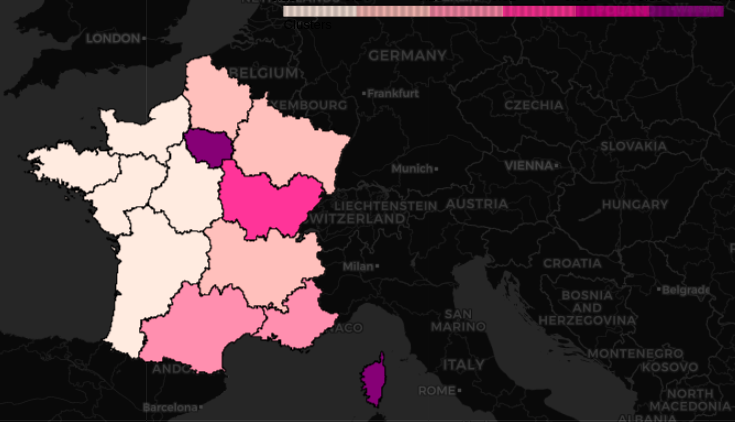 LONDON
GERMANY
BELGIUM
Frankfurt
XEMBOURG
CZECHIA
SLOVAKIA
Munich
VIENNA
LIECHTENSTEIN
AUSTRIA
HUNGARY
WITZERLAND
Milan
CROATIA
BOSNIA
AND
HERZEGOVINA
Belgrade
SAN
MARINO
ACO
MONTENEGRO
KOSOVO
ANDO
ITALY
ROME
NORTH
MACEDONIA
Barcelona
ALBANIA